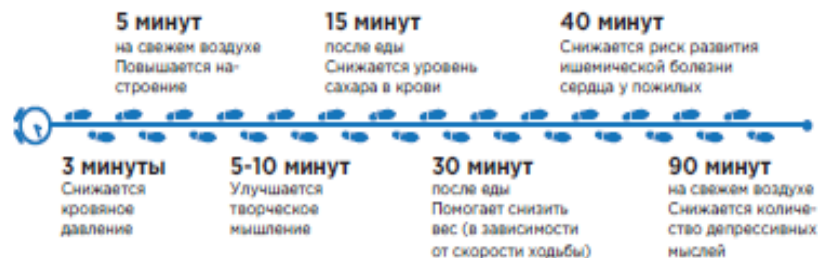 5 минут
на свежем воздухе
Повышается на-
строение
15 минут
после еды
Снижается уровень
сахара в крови
40 минут
Снижается риск развития
ишемической болезни
сердца у пожилых
3 минуты
Снижается
кровяное
давление
5-10 минут
Улучшается
творческое
мышление
30 минут
после еды
Помогает снизить
вес (в зависимости
от скорости ходьбы)
90 минут
на свежем воздухе
Снижается количе-
ство депрессивных
мыслей